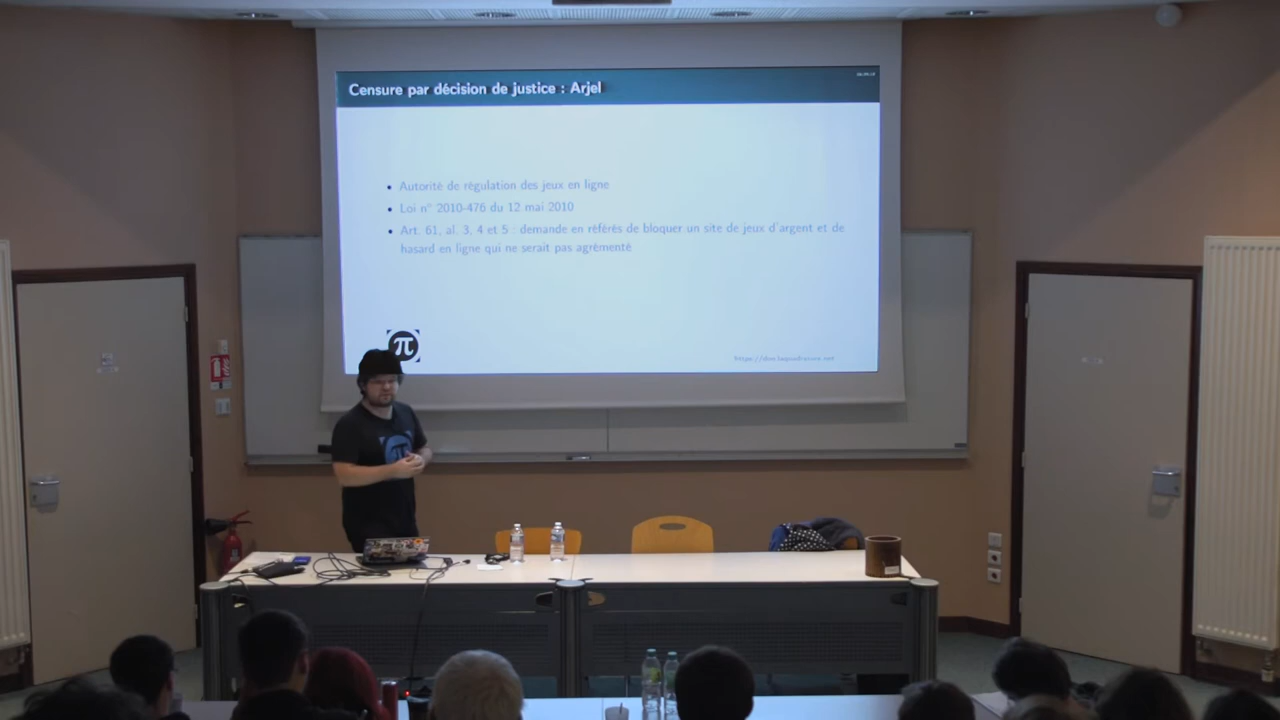 Censure par décision de justice : Arjel
• Autorité de régulation des jeux en ligne
• Loi n° 2010-476 du 12 mai 2010
• Art. 61, al. 3, 4 et 5 : demande en référés de bloquer un site de jeux d'argent et de
hasard en ligne qui ne serait pas agrémenté
π
π